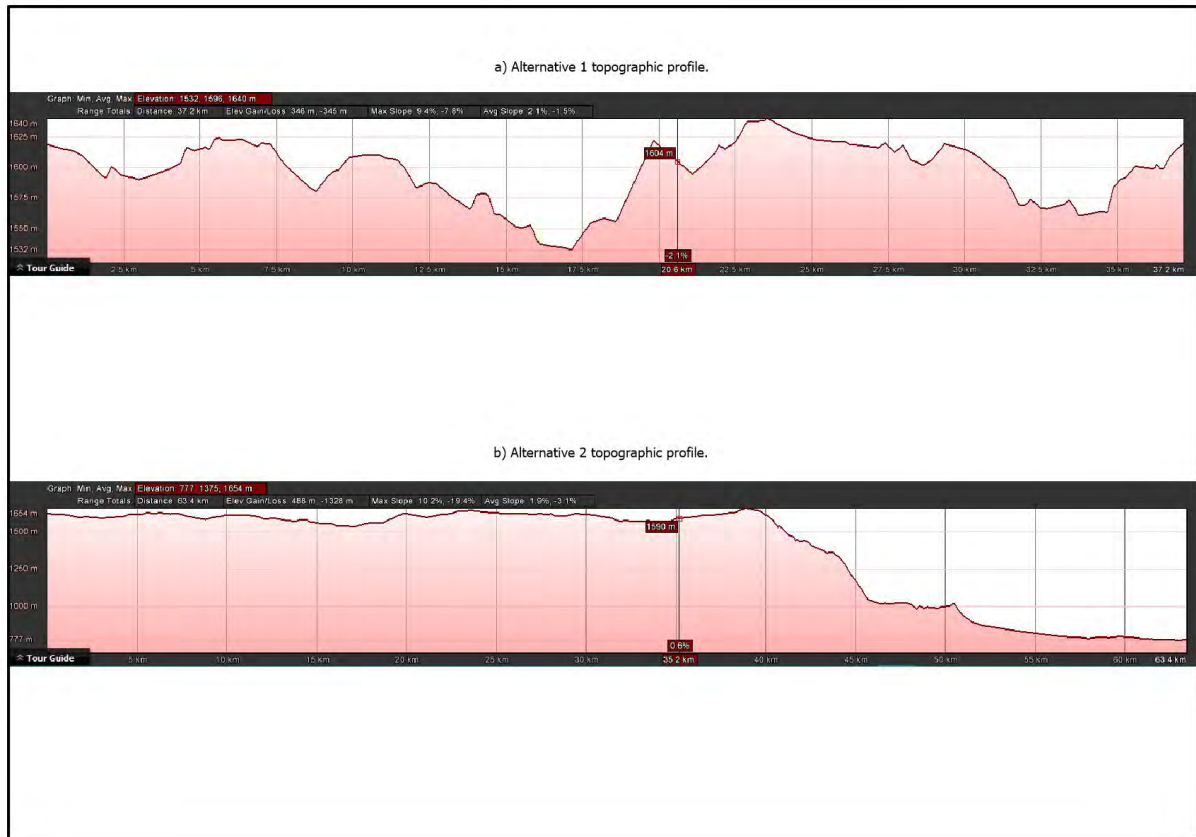 a) Alternative 1 topographic profile.
Graph: Min, Avg, Max Elevation: 1532, 1596, 1640 m
Range Totals: Distance: 37.2 km Elev Gain/Loss: 346 m, -345 m Max Slope: 9.4%, -7.8% Avg Slope: 2.1%, -1.5%
1640 m
1625 m
1600 m
1575 m
1550 m
1532 m
1604 m
-2.1%
Tour Guide
2.5 km 5 km 7.5 km 10 km 12.5 km 15 km 17.5 km 20.6 km 22.5 km 25 km 27.5 km 30 km 32.5 km 35 km 37.2 km
b) Alternative 2 topographic profile.
Graph: Min, Avg, Max Elevation: 777, 1375, 1654 m
Range Totals: Distance: 63.4 km Elev Gain/Loss: 488 m, -1328 m Max Slope: 10.2%, -19.4% Avg Slope: 1.9%, -3.1%
1654 m
1500 m
1250 m
1000 m
777 m
1590 m
0.6%
Tour Guide
5 km 10 km 15 km 20 km 25 km 30 km 35.2 km 40 km 45 km 50 km 55 km 60 km 63.4 km